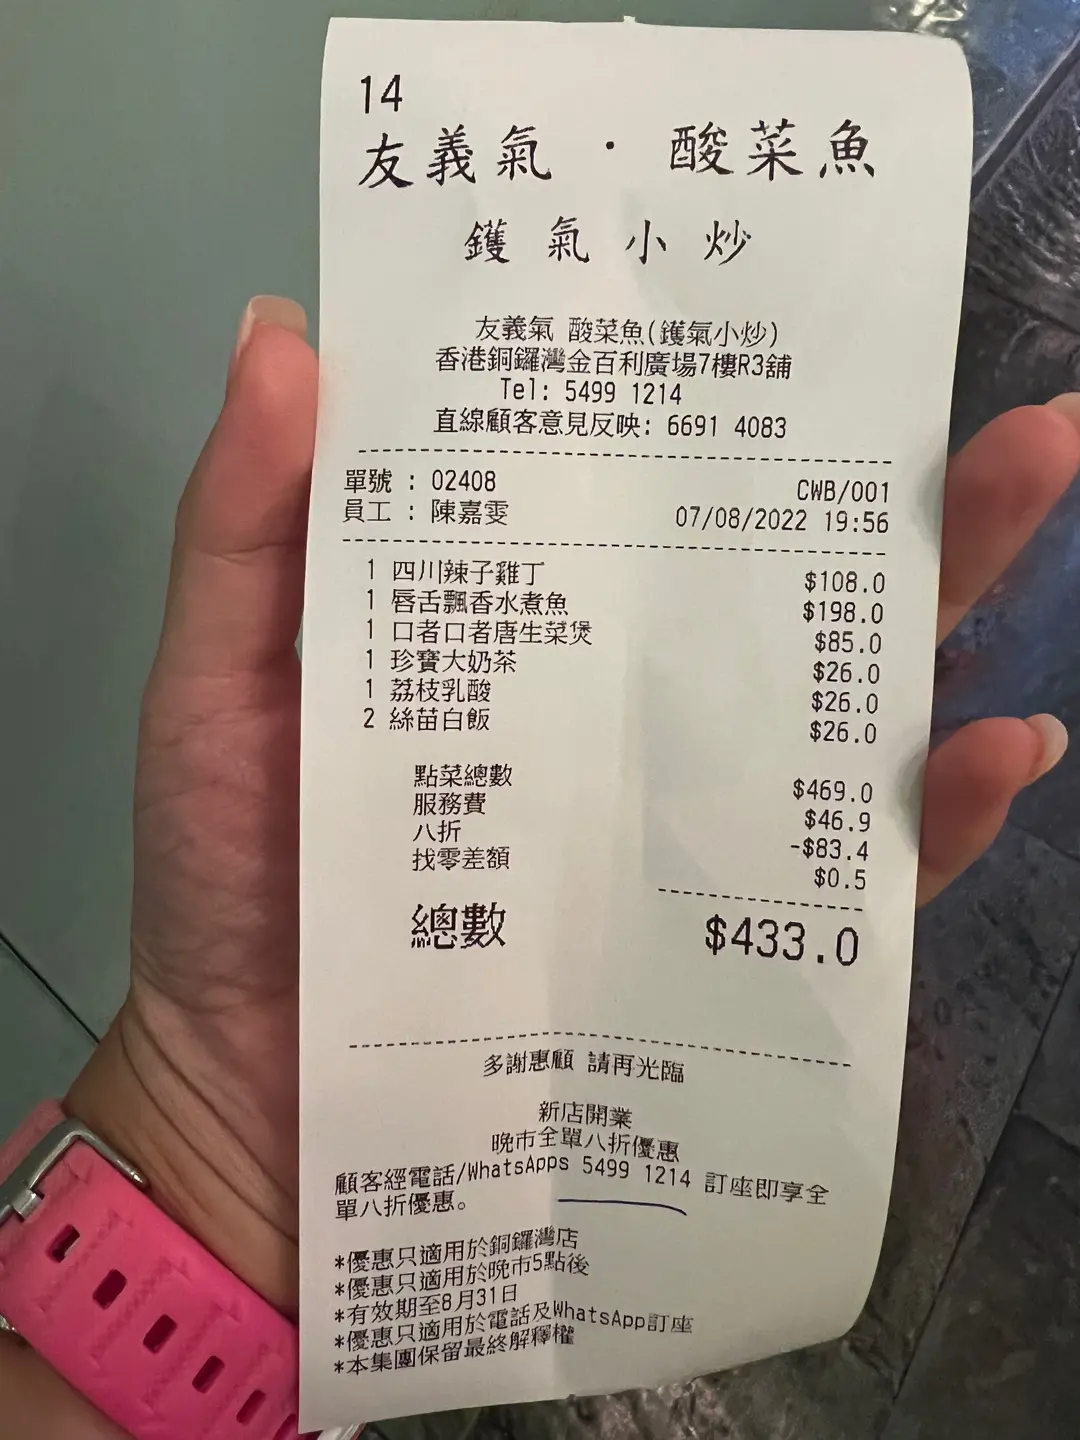 14
友義氣 · 酸菜魚
鑊氣小炒
友義氣 酸菜魚(鑊氣小炒)
香港銅鑼灣金百利廣場7樓R3舖
Tel: 5499 1214
直線顧客意見反映: 6691 4083
單號 : 02408 CWB/001
員工 : 陳嘉雯 07/08/2022 19:56
1 四川辣子雞丁 $108.0
1 唇舌飄香水煮魚 $198.0
1 口者口者唐生菜煲 $85.0
1 珍寶大奶茶 $26.0
1 荔枝乳酸 $26.0
2 絲苗白飯 $26.0
點菜總數 $469.0
服務費 $46.9
八折 -$83.4
找零差額 $0.5
總數 $433.0
多謝惠顧 請再光臨
新店開業
晚市全單八折優惠
顧客經電話/WhatsApps 5499 1214 訂座即享全
單八折優惠。
*優惠只適用於銅鑼灣店
*優惠只適用於晚市5點後
*有效期至8月31日
*優惠只適用於電話及WhatsApp訂座
*本集團保留最終解釋權